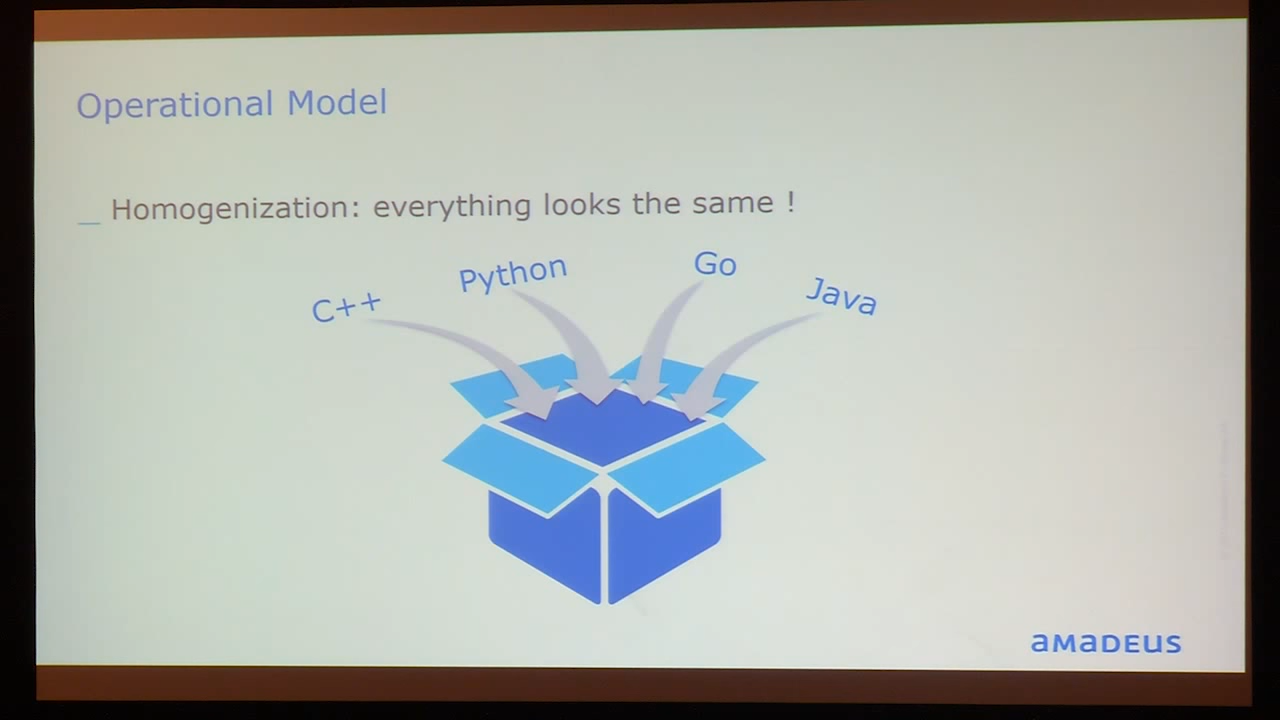 Operational Model
_ Homogenization: everything looks the same !
C++
Python
Go
Java
amadeus